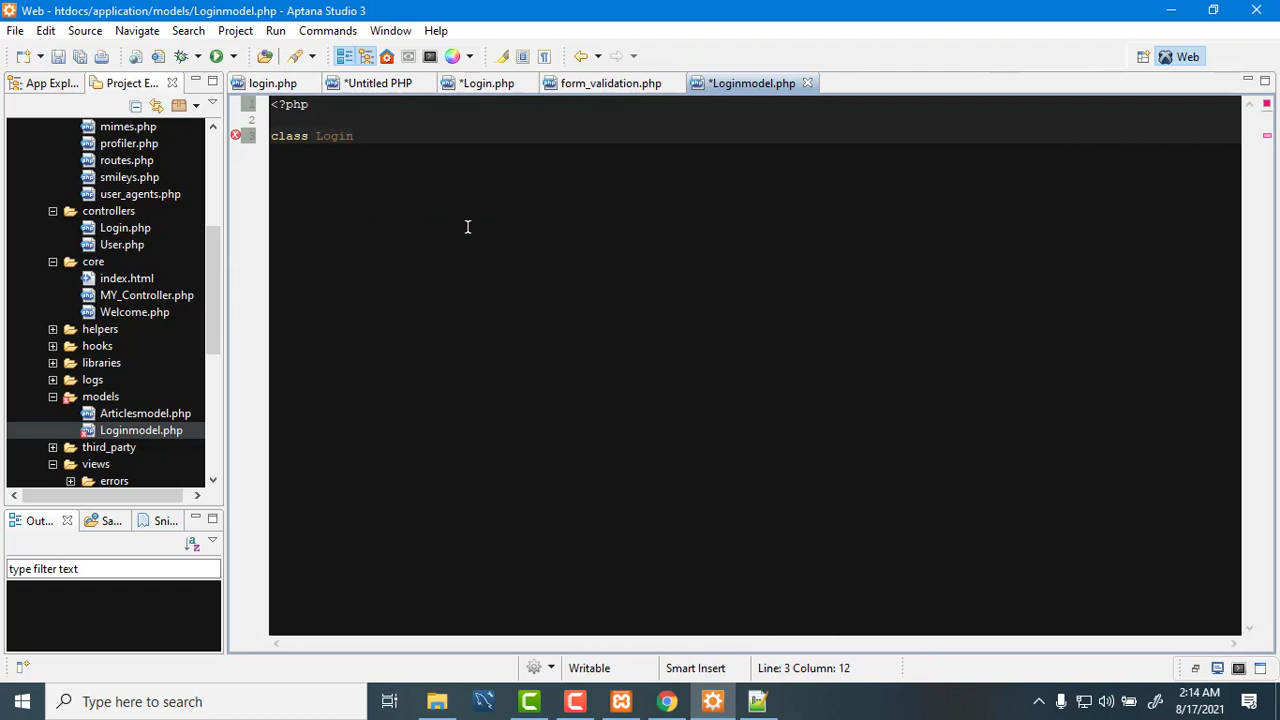 Web - htdocs/application/models/Loginmodel.php - Aptana Studio 3
File Edit Source Navigate Search Project Run Commands Window Help
Web
App Expl... Project E...
login.php *Untitled PHP *Login.php form_validation.php *Loginmodel.php
mimes.php
profiler.php
routes.php
smileys.php
user_agents.php
controllers
Login.php
User.php
core
index.html
MY_Controller.php
Welcome.php
helpers
hooks
libraries
logs
models
Articlesmodel.php
Loginmodel.php
third_party
views
errors
1 <?php
2
3 class Login
Out... Sa... Sni...
type filter text
Writable Smart Insert Line: 3 Column: 12
Type here to search
2:14 AM
8/17/2021